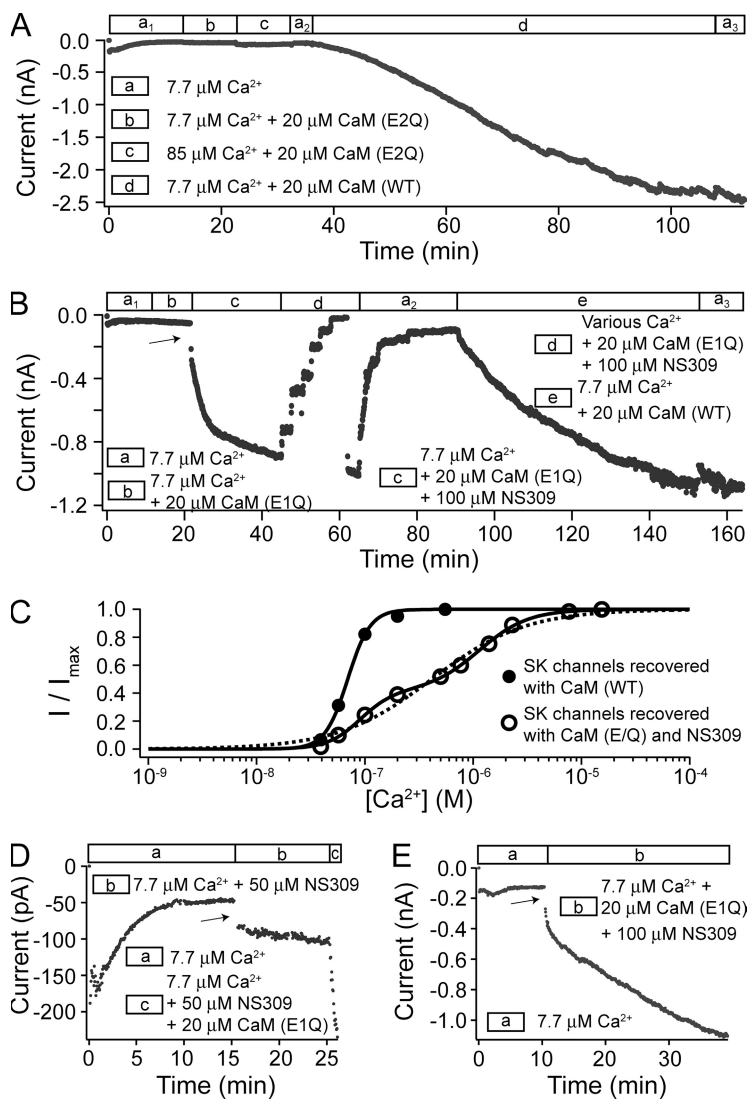 A
a1 b c a2 d a3
0.0
-0.5
-1.0
-1.5
-2.0
-2.5
Current (nA)
a 7.7 μM Ca²⁺
b 7.7 μM Ca²⁺ + 20 μM CaM (E2Q)
c 85 μM Ca²⁺ + 20 μM CaM (E2Q)
d 7.7 μM Ca²⁺ + 20 μM CaM (WT)
0 20 40 60 80 100
Time (min)
B
a1 b c d a2 e a3
0.0
-0.4
-0.8
-1.2
Current (nA)
Various Ca²⁺
d + 20 μM CaM (E1Q)
+ 100 μM NS309
e 7.7 μM Ca²⁺
+ 20 μM CaM (WT)
a 7.7 μM Ca²⁺
b 7.7 μM Ca²⁺
+ 20 μM CaM (E1Q)
7.7 μM Ca²⁺
c + 20 μM CaM (E1Q)
+ 100 μM NS309
0 20 40 60 80 100 120 140 160
Time (min)
C
1.0
0.8
0.6
0.4
0.2
0.0
I / Imax
SK channels recovered
with CaM (WT)
SK channels recovered
with CaM (E/Q) and NS309
10⁻⁹ 10⁻⁸ 10⁻⁷ 10⁻⁶ 10⁻⁵ 10⁻⁴
[Ca²⁺] (M)
D
a b c
0
-50
-100
-150
-200
Current (pA)
b 7.7 μM Ca²⁺ + 50 μM NS309
a 7.7 μM Ca²⁺
7.7 μM Ca²⁺
c + 50 μM NS309
+ 20 μM CaM (E1Q)
0 5 10 15 20 25
Time (min)
E
a b
0.0
-0.2
-0.4
-0.6
-0.8
-1.0
Current (nA)
7.7 μM Ca²⁺ +
b 20 μM CaM (E1Q)
+ 100 μM NS309
a 7.7 μM Ca²⁺
0 10 20 30
Time (min)